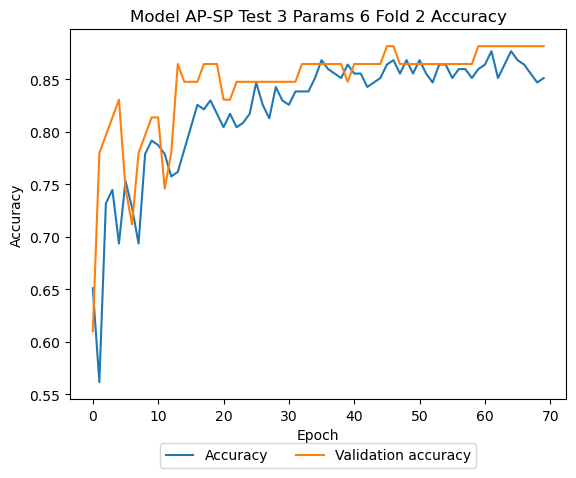 Model AP-SP Test 3 Params 6 Fold 2 Accuracy
0.85
0.80
0.75
0.70
0.65
0.60
0.55
Accuracy
0 10 20 30 40 50 60 70
Epoch
Accuracy Validation accuracy